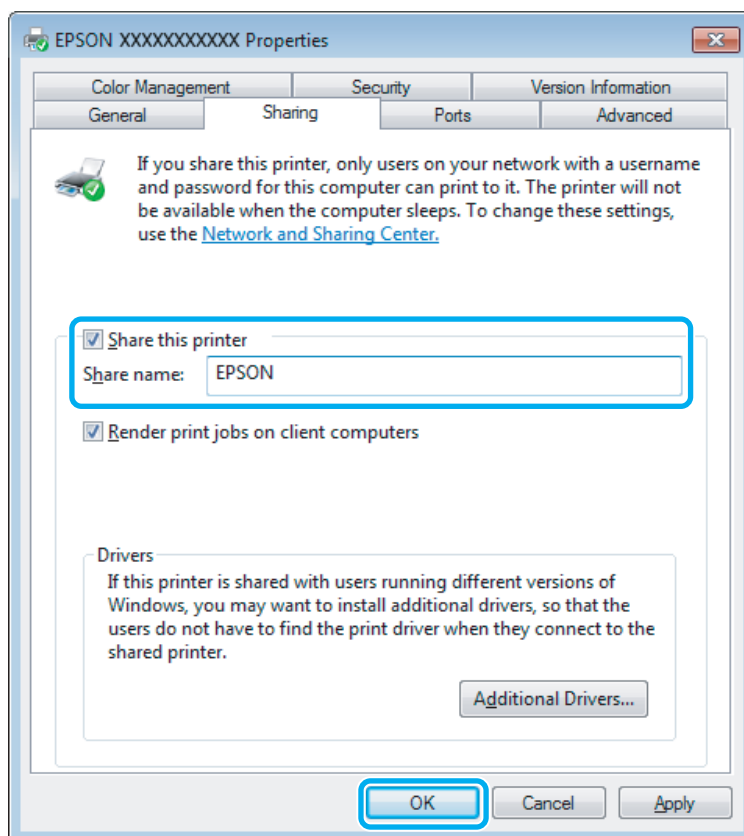 EPSON XXXXXXXXXXX Properties
Color Management Security Version Information
General Sharing Ports Advanced
If you share this printer, only users on your network with a username
and password for this computer can print to it. The printer will not
be available when the computer sleeps. To change these settings,
use the Network and Sharing Center.
Share this printer
Share name: EPSON
Render print jobs on client computers
Drivers
If this printer is shared with users running different versions of
Windows, you may want to install additional drivers, so that the
users do not have to find the print driver when they connect to the
shared printer.
Additional Drivers...
OK Cancel Apply